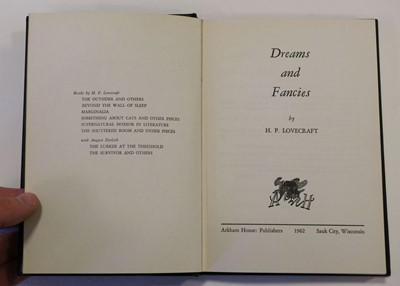 Books by H. P. Lovecraft
THE OUTSIDER AND OTHERS
BEYOND THE WALL OF SLEEP
MARGINALIA
SOMETHING ABOUT CATS AND OTHER PIECES
SUPERNATURAL HORROR IN LITERATURE
THE SHUTTERED ROOM AND OTHER PIECES
with August Derleth
THE LURKER AT THE THRESHOLD
THE SURVIVOR AND OTHERS
Dreams
and
Fancies
by
H. P. LOVECRAFT
Arkham House: Publishers 1962 Sauk City, Wisconsin